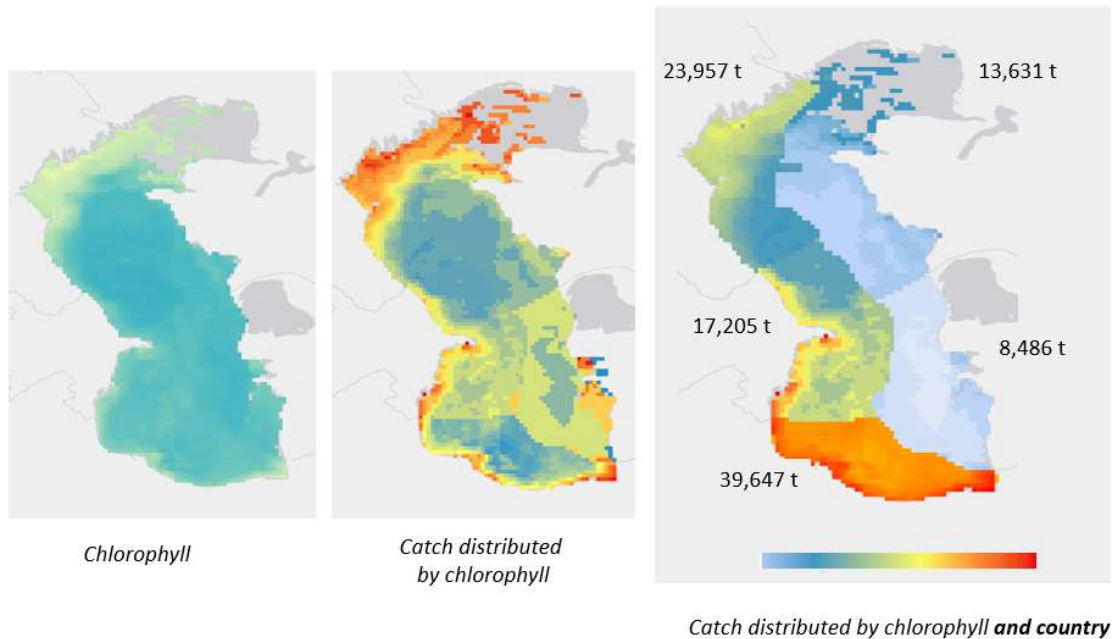 23,957 t
13,631 t
17,205 t
8,486 t
39,647 t
Chlorophyll
Catch distributed
by chlorophyll
Catch distributed by chlorophyll and country